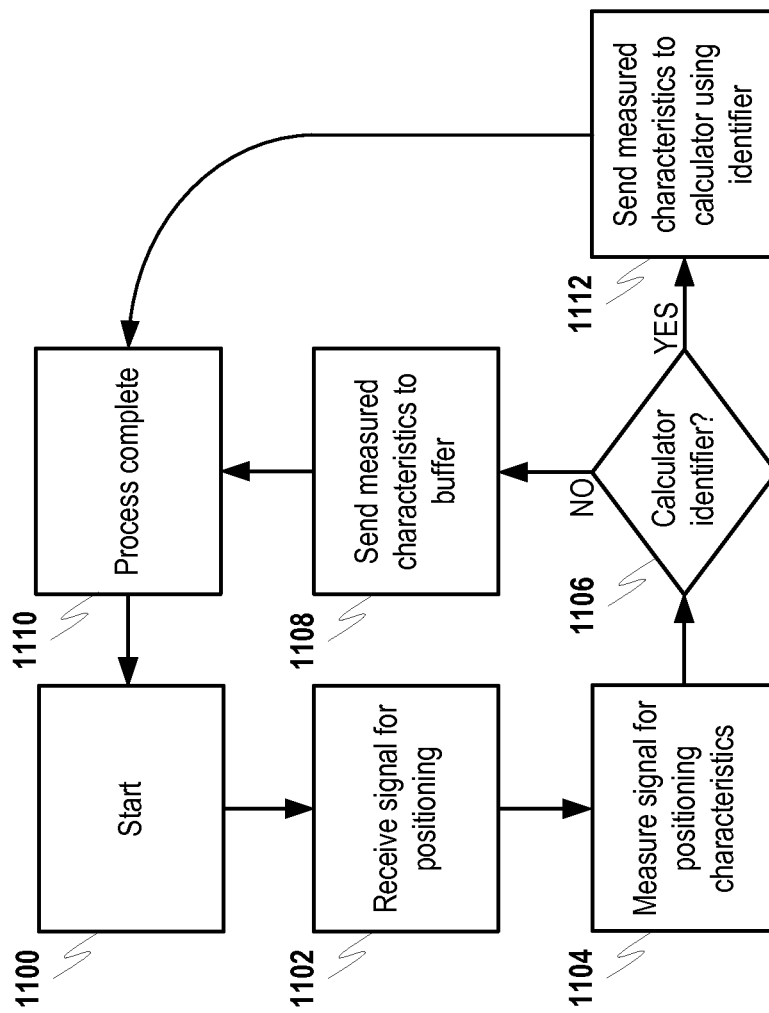 1100
Start
1102
Receive signal for
positioning
1104
Measure signal for
positioning
characteristics
1106
Calculator
identifier?
NO
YES
1108
Send measured
characteristics to
buffer
1110
Process complete
1112
Send measured
characteristics to
calculator using
identifier